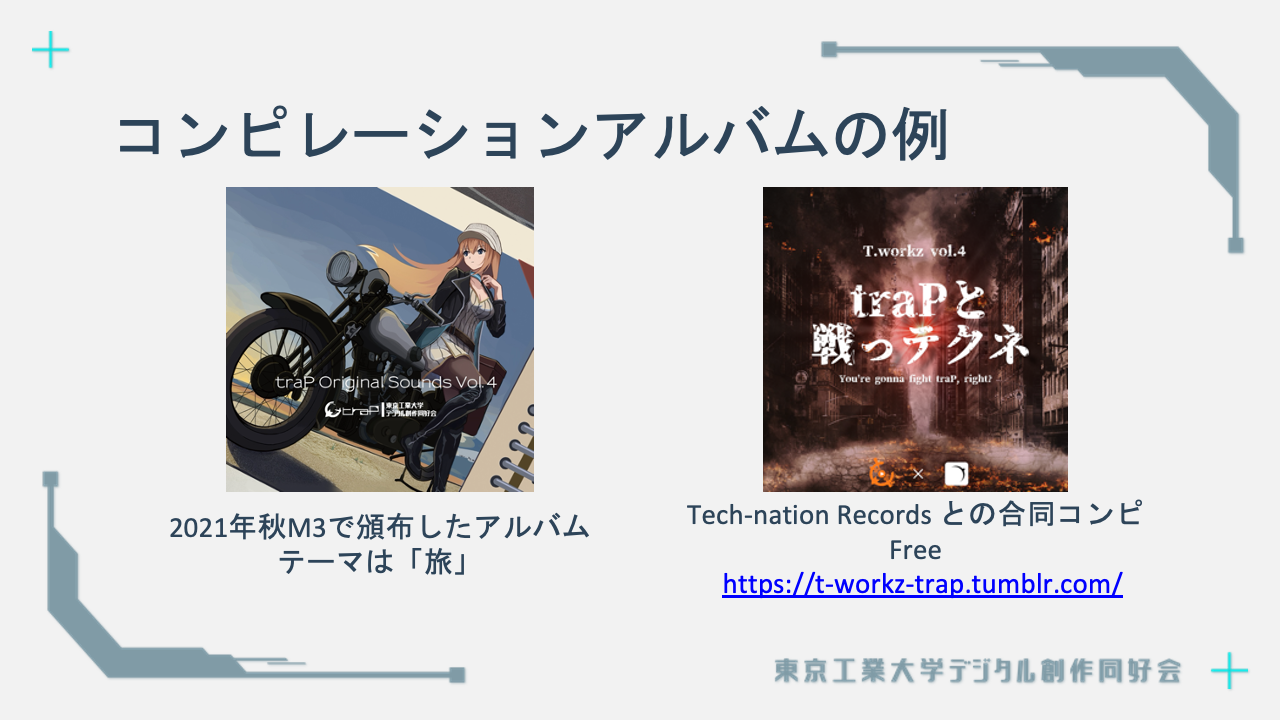 コンピレーションアルバムの例
traP Original Sounds Vol.4
traP 東京工業大学
デジタル創作同好会
2021年秋M3で頒布したアルバム
テーマは「旅」
T.workz vol.4
traPと
戦っテクネ
You're gonna fight traP, right?
×
Tech-nation Records との合同コンピ
Free
https://t-workz-trap.tumblr.com/
東京工業大学デジタル創作同好会